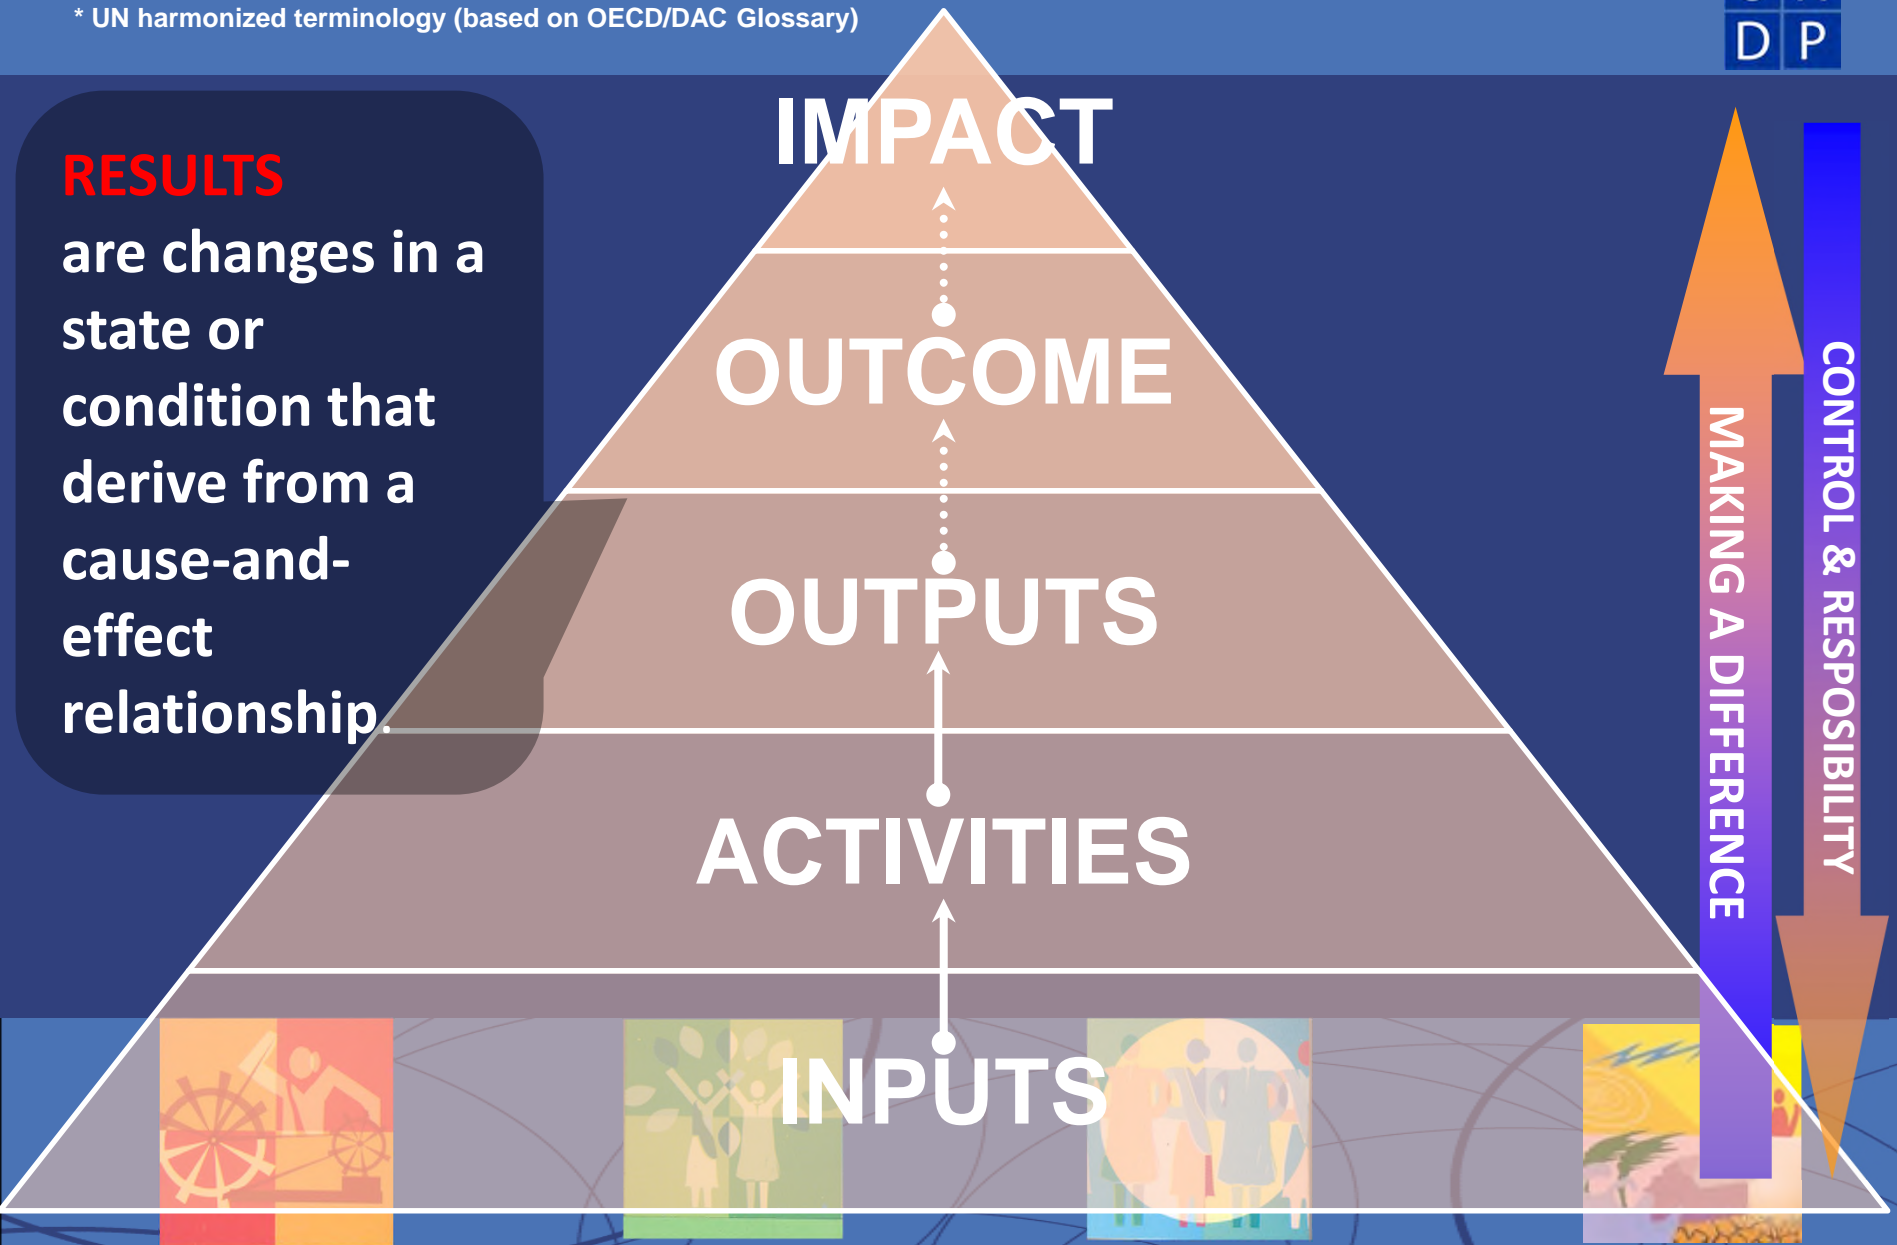 * UN harmonized terminology (based on OECD/DAC Glossary)
D P
RESULTS
are changes in a
state or
condition that
derive from a
cause-and-
effect
relationship.
IMPACT
OUTCOME
OUTPUTS
ACTIVITIES
INPUTS
MAKING A DIFFERENCE
CONTROL & RESPOSIBILITY